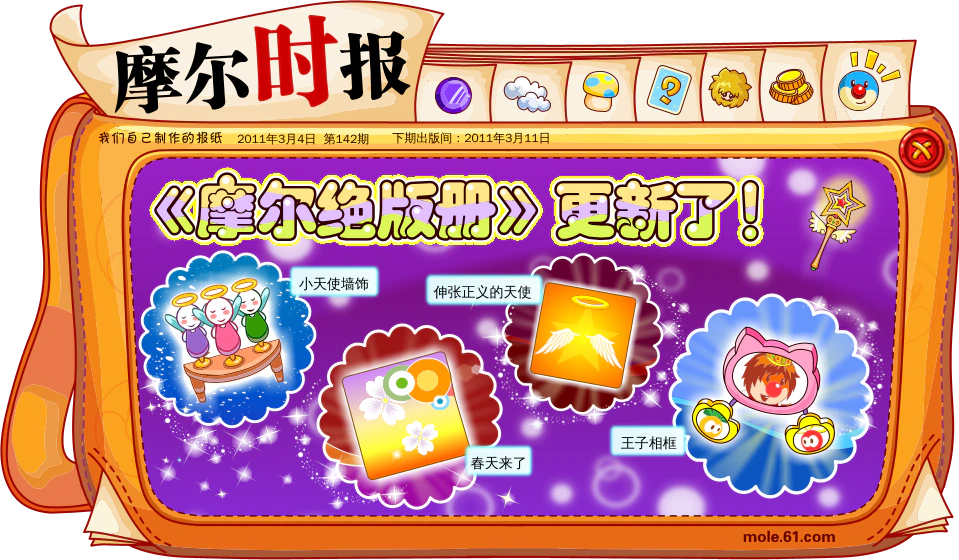 摩尔时报
我们自己制作的报纸 2011年3月4日 第142期 下期出版间：2011年3月11日
《摩尔绝版册》更新了！
小天使墙饰
伸张正义的天使
春天来了
王子相框
mole.61.com